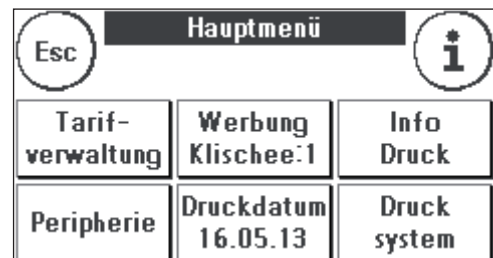 Hauptmenü
Esc
i
Tarif-
verwaltung
Werbung
Klischee:1
Info
Druck
Peripherie
Druckdatum
16.05.13
Druck
system